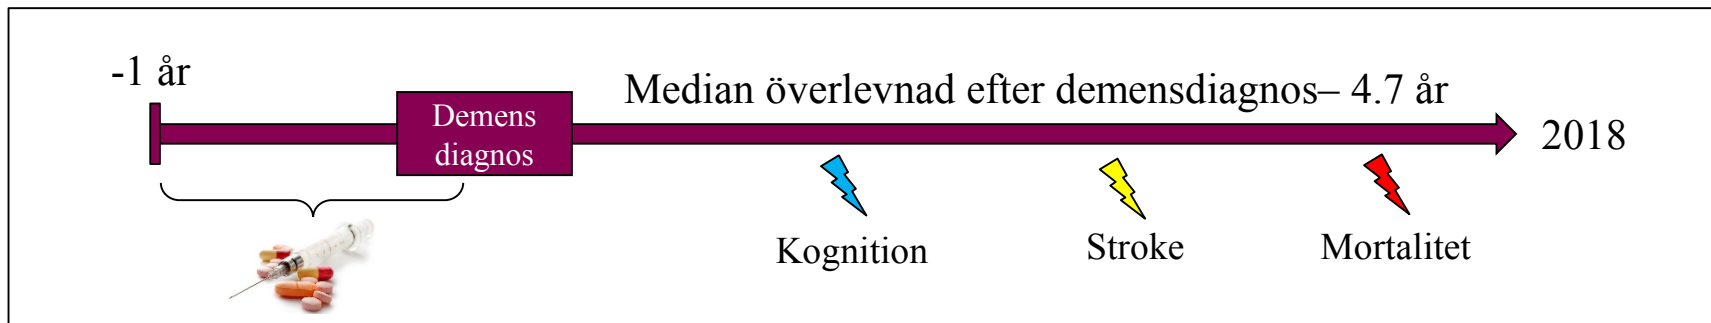 -1 år
Median överlevnad efter demensdiagnos– 4.7 år
Demens
diagnos
2018
Kognition
Stroke
Mortalitet